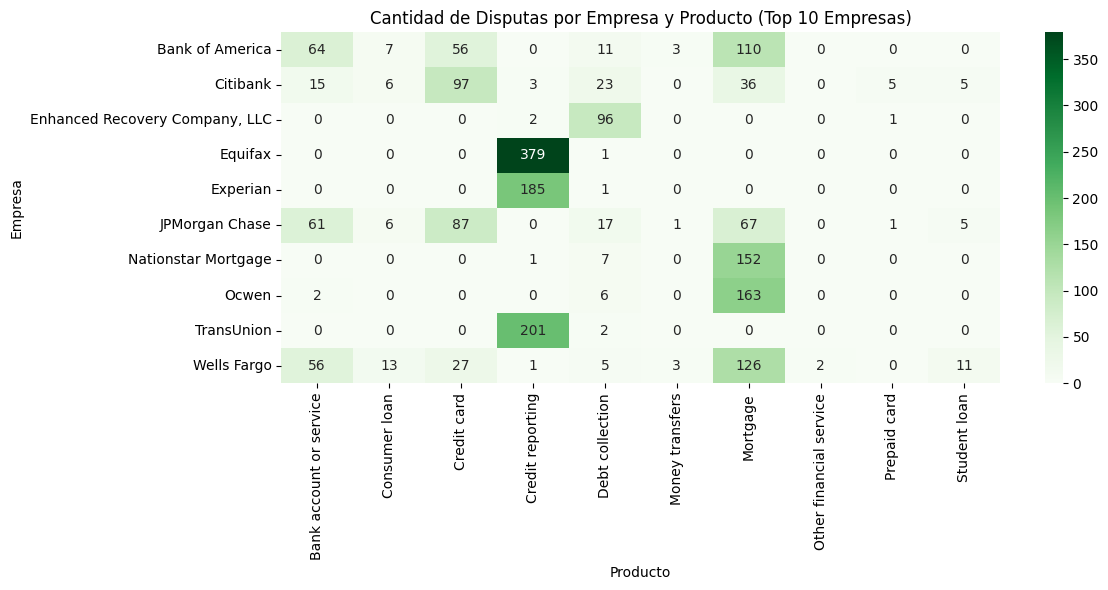 Cantidad de Disputas por Empresa y Producto (Top 10 Empresas)
Empresa
Bank of America 64 7 56 0 11 3 110 0 0 0
Citibank 15 6 97 3 23 0 36 0 5 5
Enhanced Recovery Company, LLC 0 0 0 2 96 0 0 0 1 0
Equifax 0 0 0 379 1 0 0 0 0 0
Experian 0 0 0 185 1 0 0 0 0 0
JPMorgan Chase 61 6 87 0 17 1 67 0 1 5
Nationstar Mortgage 0 0 0 1 7 0 152 0 0 0
Ocwen 2 0 0 0 6 0 163 0 0 0
TransUnion 0 0 0 201 2 0 0 0 0 0
Wells Fargo 56 13 27 1 5 3 126 2 0 11
Bank account or service
Consumer loan
Credit card
Credit reporting
Debt collection
Money transfers
Mortgage
Other financial service
Prepaid card
Student loan
Producto
350
300
250
200
150
100
50
0